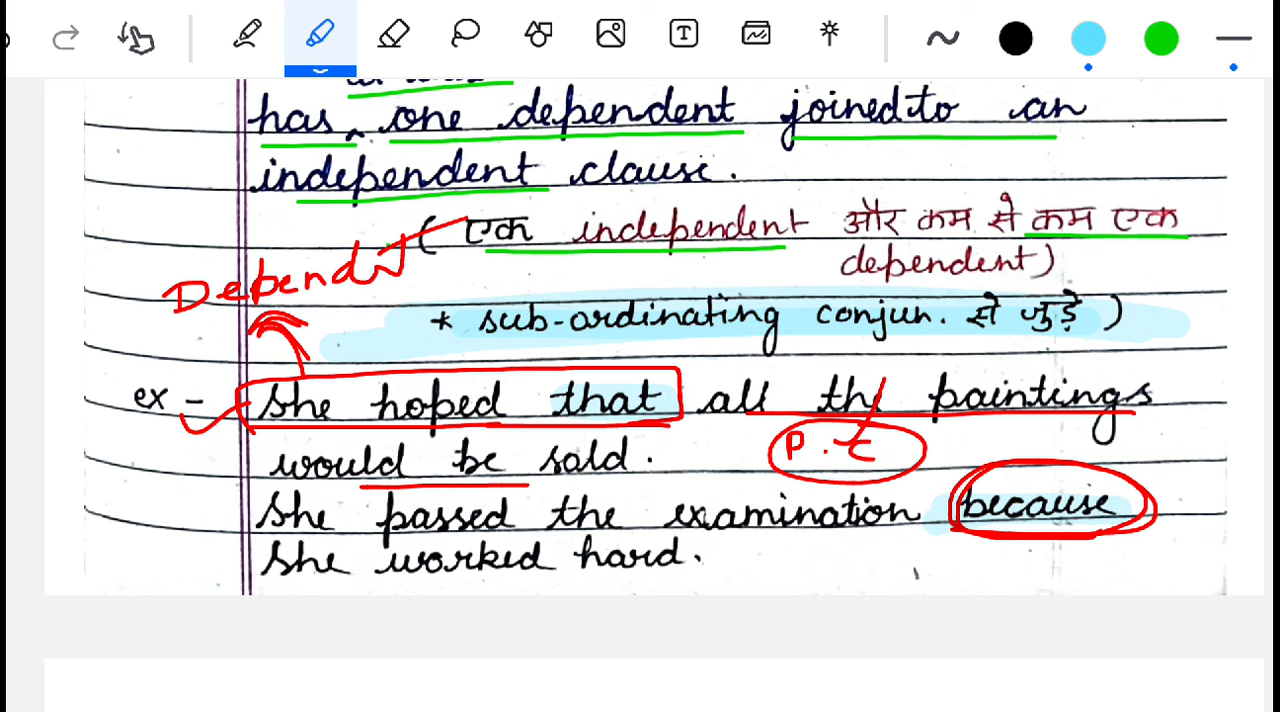 has one dependent joined to an
independent clause.
( एक independent और कम से कम एक
Dependent
dependent)
* sub-ordinating conjun. से जुड़े )
ex - She hoped that all the paintings
would be sold.
P.t
She passed the examination because
She worked hard.